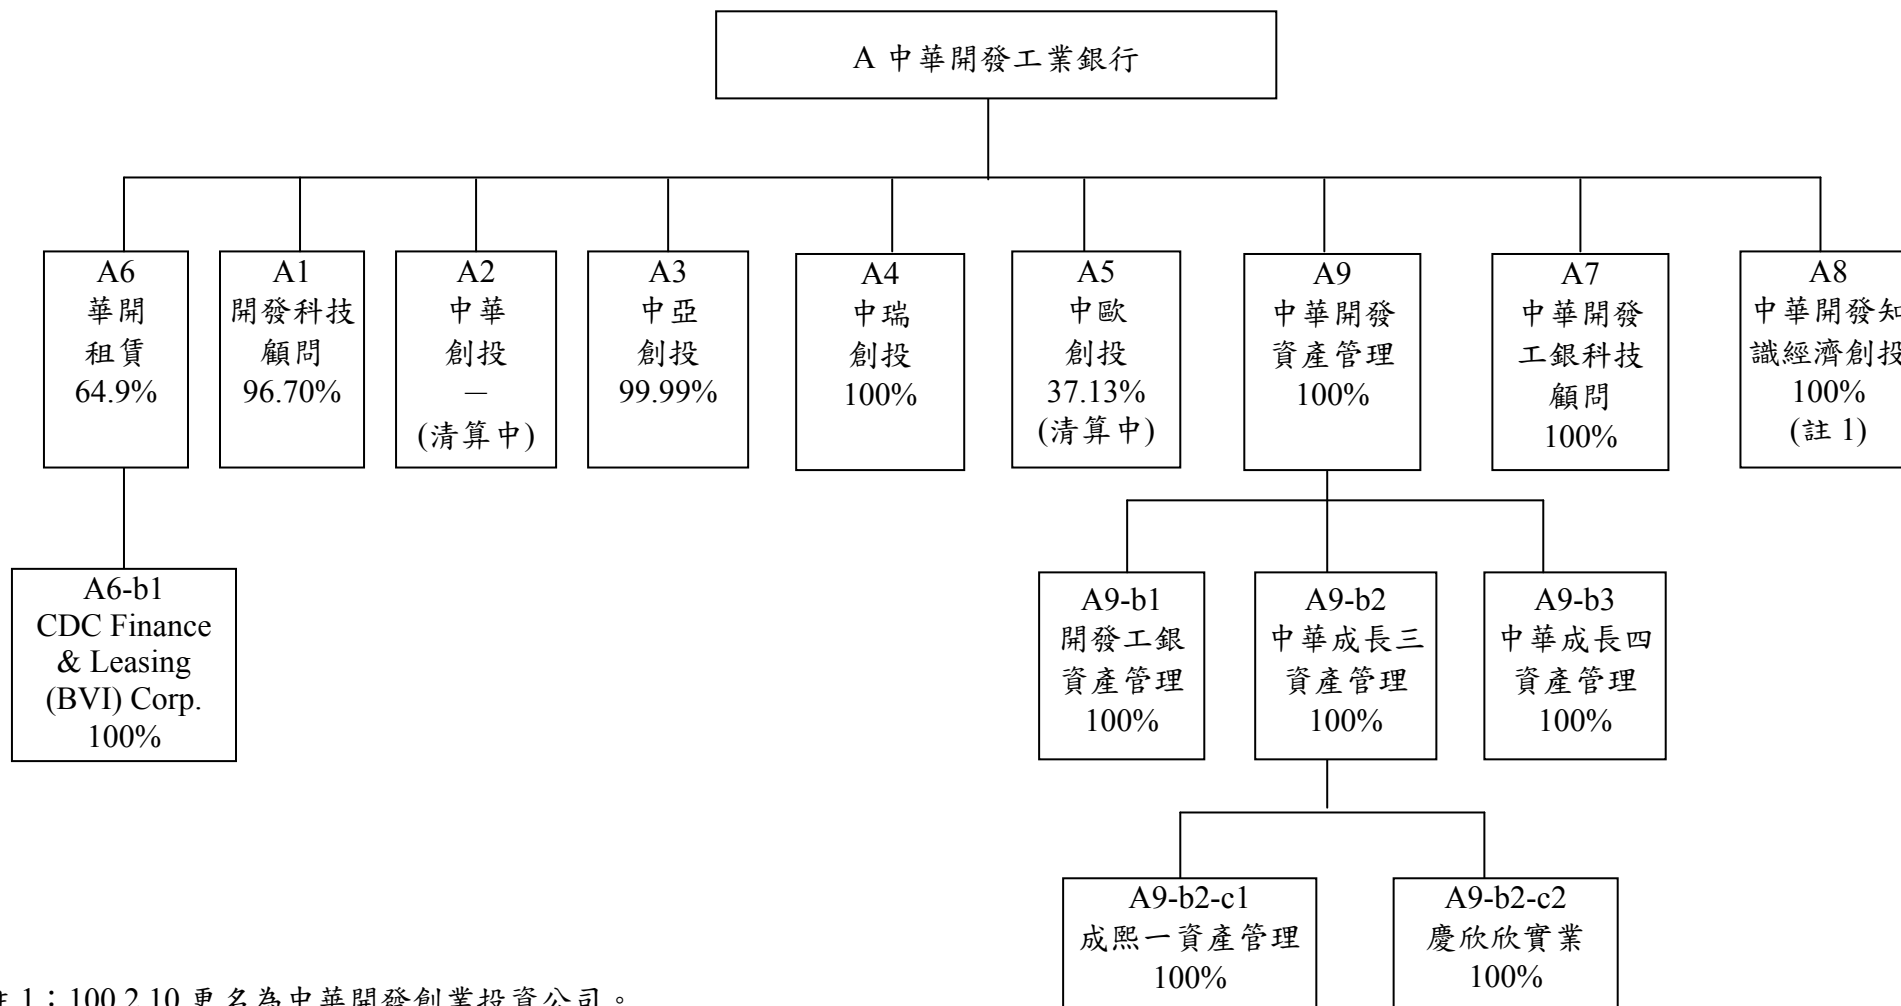 A 中華開發工業銀行
A6
華開
租賃
64.9%
A1
開發科技
顧問
96.70%
A2
中華
創投
—
(清算中)
A3
中亞
創投
99.99%
A4
中瑞
創投
100%
A5
中歐
創投
37.13%
(清算中)
A9
中華開發
資產管理
100%
A7
中華開發
工銀科技
顧問
100%
A8
中華開發知
識經濟創投
100%
(註 1)
A6-b1
CDC Finance
& Leasing
(BVI) Corp.
100%
A9-b1
開發工銀
資產管理
100%
A9-b2
中華成長三
資產管理
100%
A9-b3
中華成長四
資產管理
100%
A9-b2-c1
成熙一資產管理
100%
A9-b2-c2
慶欣欣實業
100%
註 1：100.2.10 更名為中華開發創業投資公司。